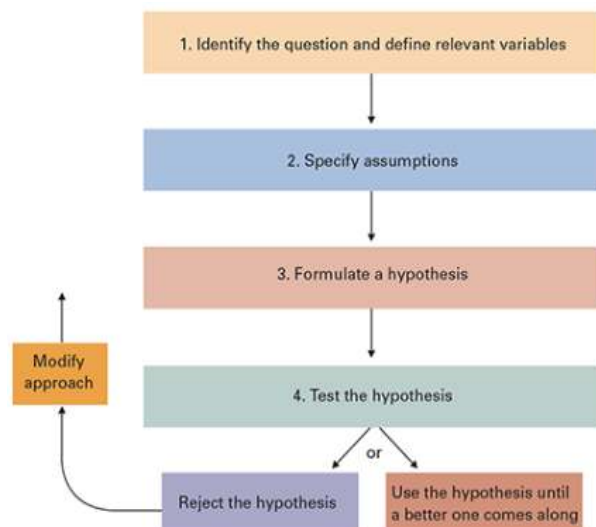 1. Identify the question and define relevant variables
2. Specify assumptions
3. Formulate a hypothesis
Modify
approach
4. Test the hypothesis
or
Reject the hypothesis
Use the hypothesis until
a better one comes along